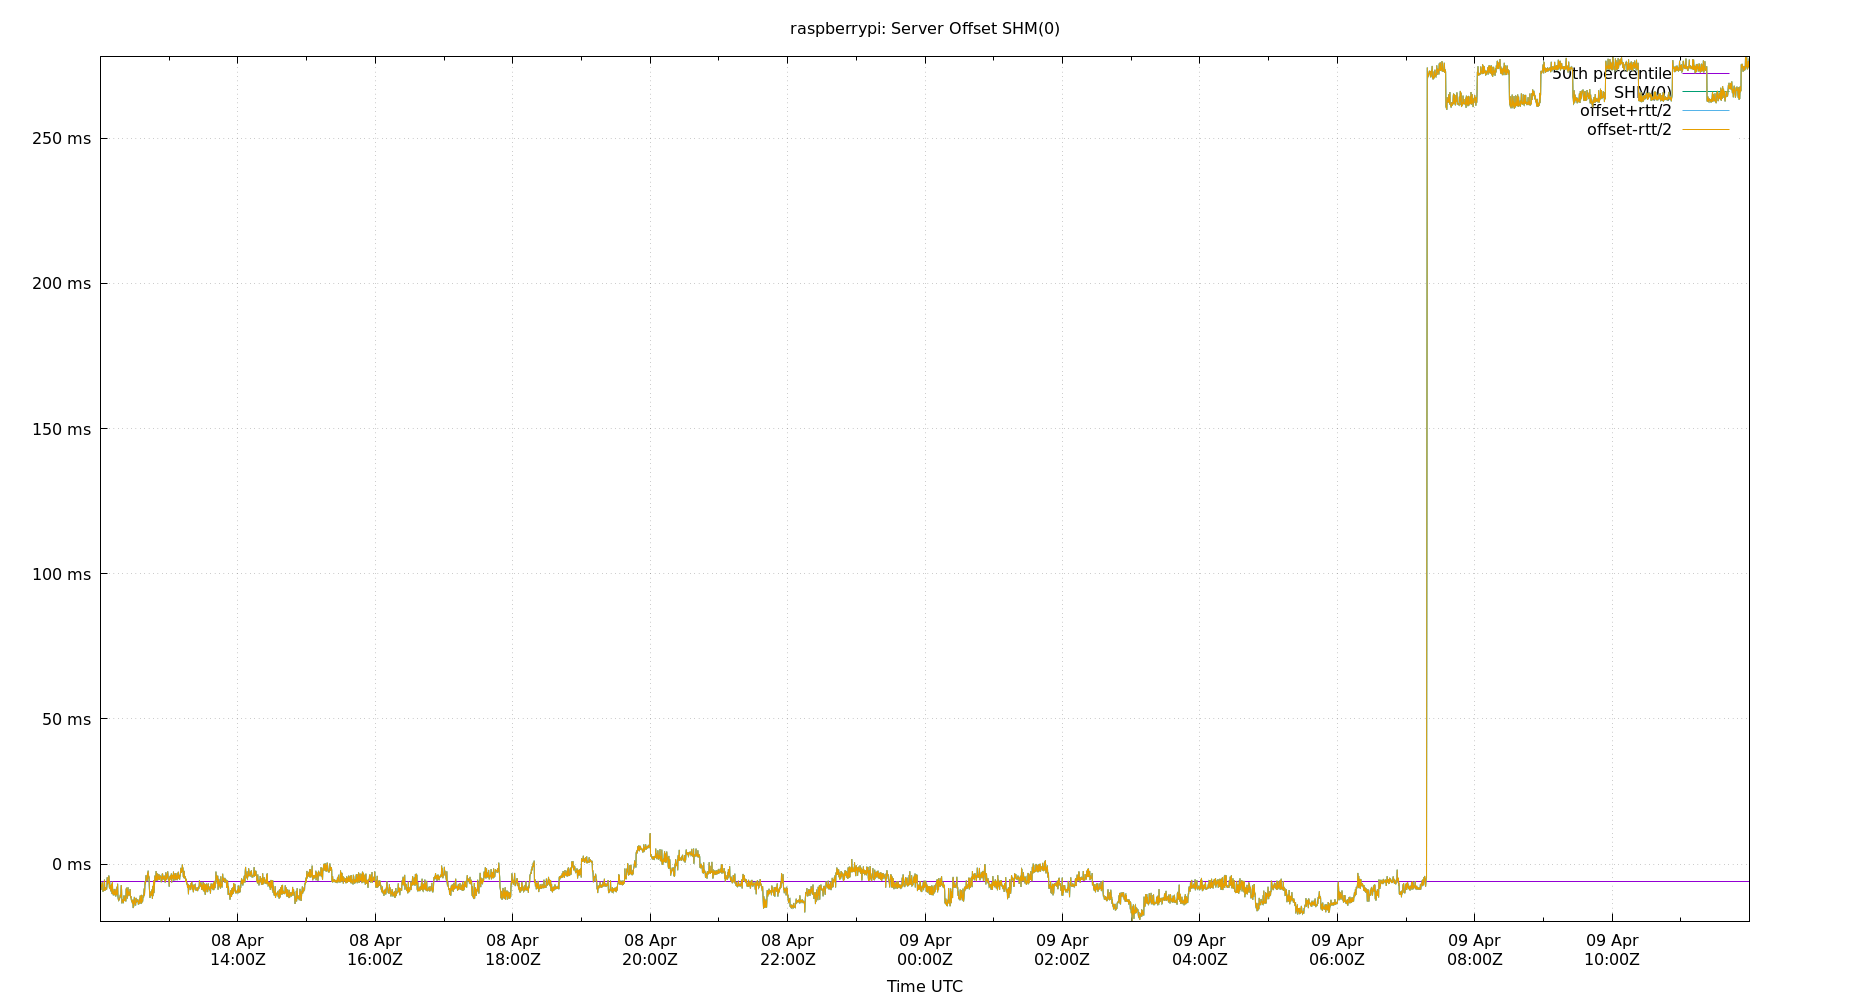 raspberrypi: Server Offset SHM(0)
50th percentile
SHM(0)
offset+rtt/2
offset-rtt/2
250 ms
200 ms
150 ms
100 ms
50 ms
0 ms
08 Apr 08 Apr 08 Apr 08 Apr 08 Apr 09 Apr 09 Apr 09 Apr 09 Apr 09 Apr 09 Apr
14:00Z 16:00Z 18:00Z 20:00Z 22:00Z 00:00Z 02:00Z 04:00Z 06:00Z 08:00Z 10:00Z
Time UTC